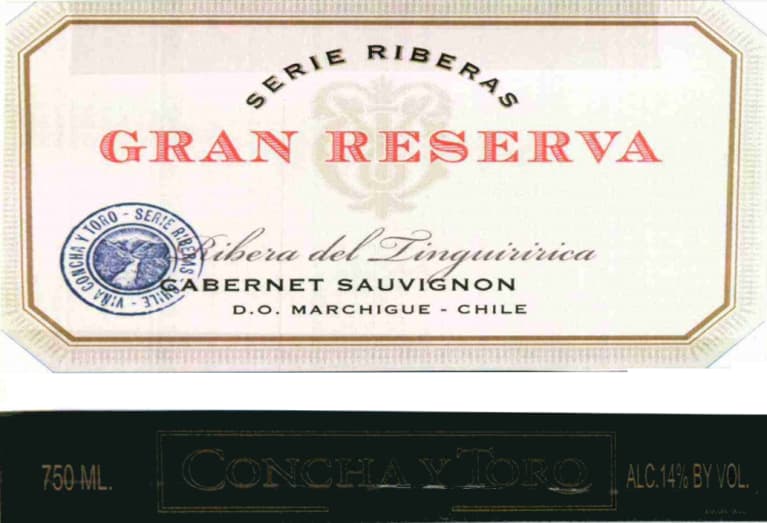 SERIE RIBERAS
GRAN RESERVA
VIÑA CONCHA Y TORO - SERIE RIBERAS CHILE -
Ribera del Tinguiririca
CABERNET SAUVIGNON
D.O. MARCHIGUE - CHILE
750 ML.
CONCHA Y TORO
ALC.14% BY VOL.